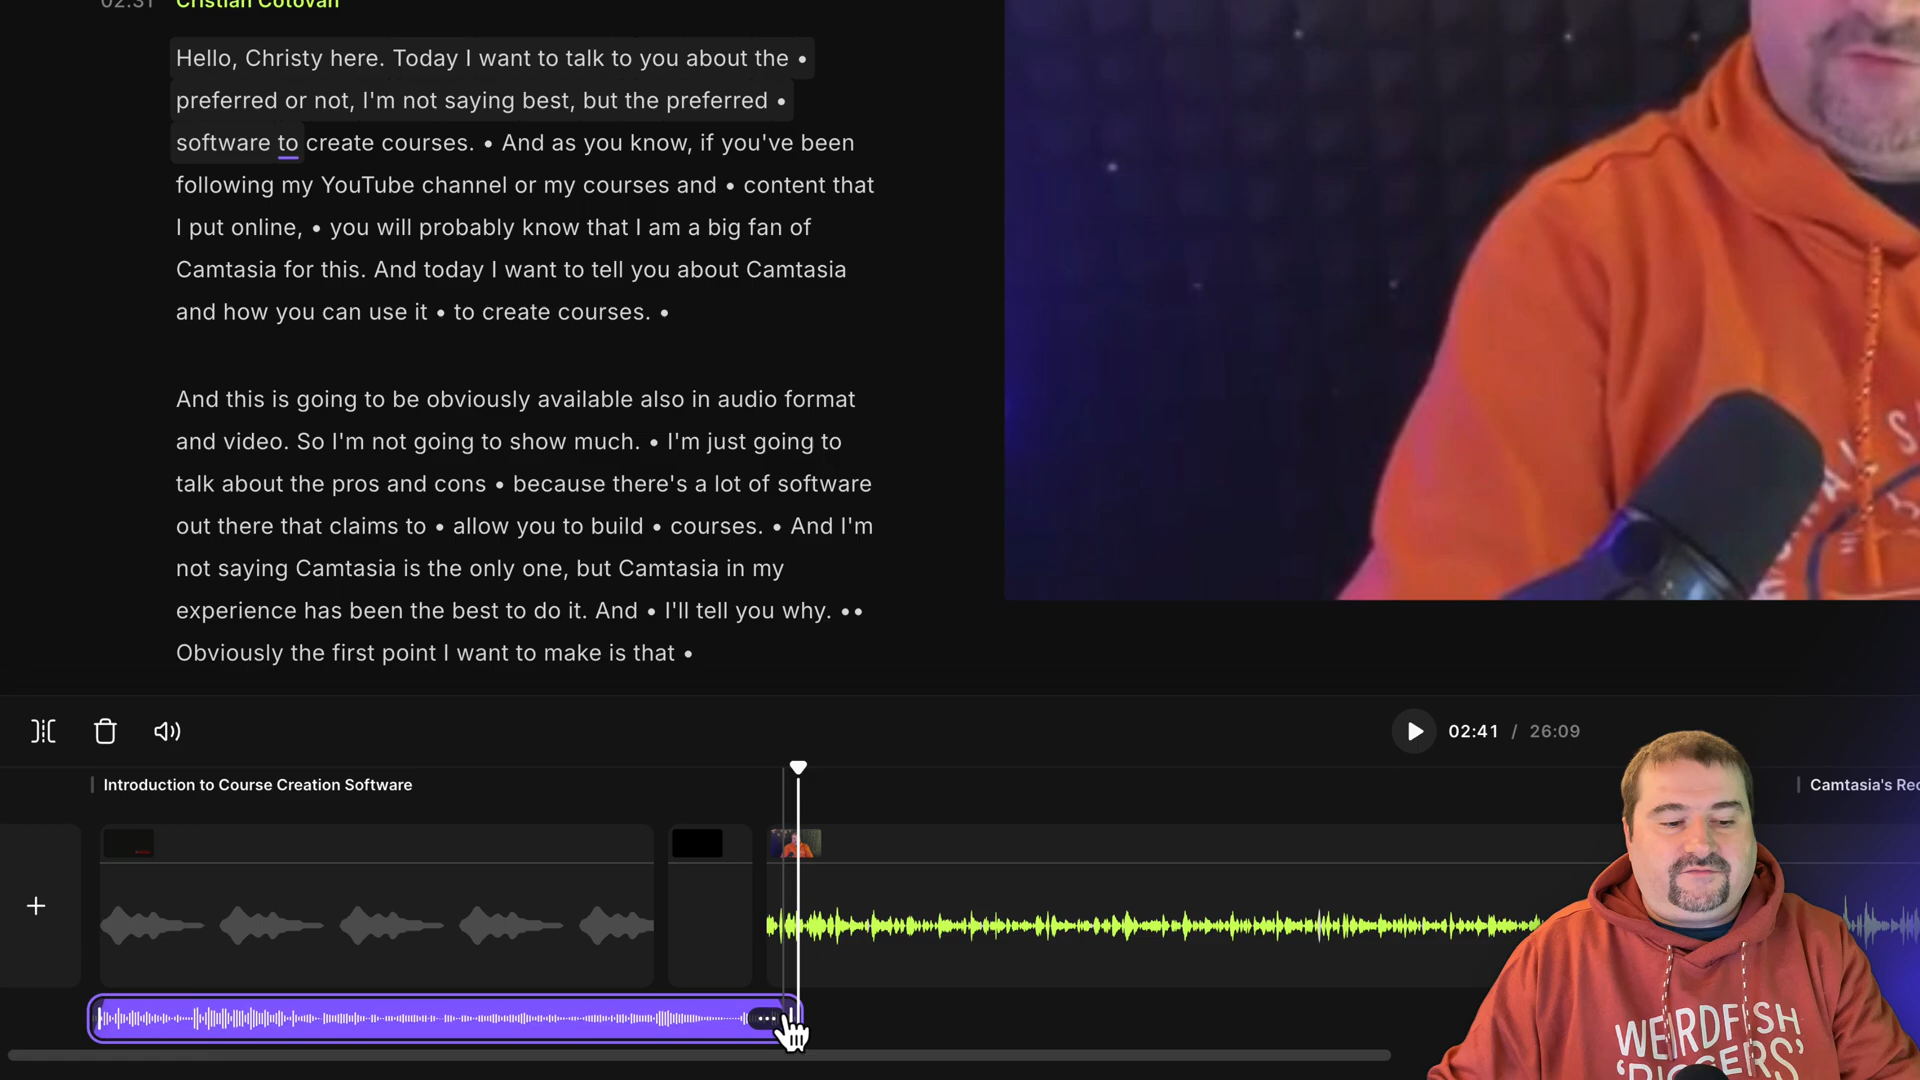 02:31 Cristian Cotovan
Hello, Christy here. Today I want to talk to you about the •
preferred or not, I'm not saying best, but the preferred •
software to create courses. • And as you know, if you've been
following my YouTube channel or my courses and • content that
I put online, • you will probably know that I am a big fan of
Camtasia for this. And today I want to tell you about Camtasia
and how you can use it • to create courses. •
And this is going to be obviously available also in audio format
and video. So I'm not going to show much. • I'm just going to
talk about the pros and cons • because there's a lot of software
out there that claims to • allow you to build • courses. • And I'm
not saying Camtasia is the only one, but Camtasia in my
experience has been the best to do it. And • I'll tell you why. ••
Obviously the first point I want to make is that •
02:41 / 26:09
Introduction to Course Creation Software
Camtasia's Rec
WEIRDFISH